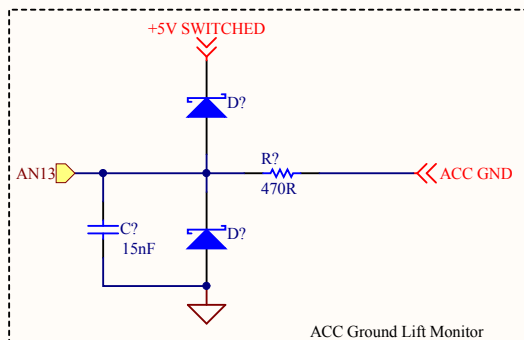 +5V SWITCHED
D?
R?
AN13
470R
ACC GND
C?
15nF
D?
ACC Ground Lift Monitor